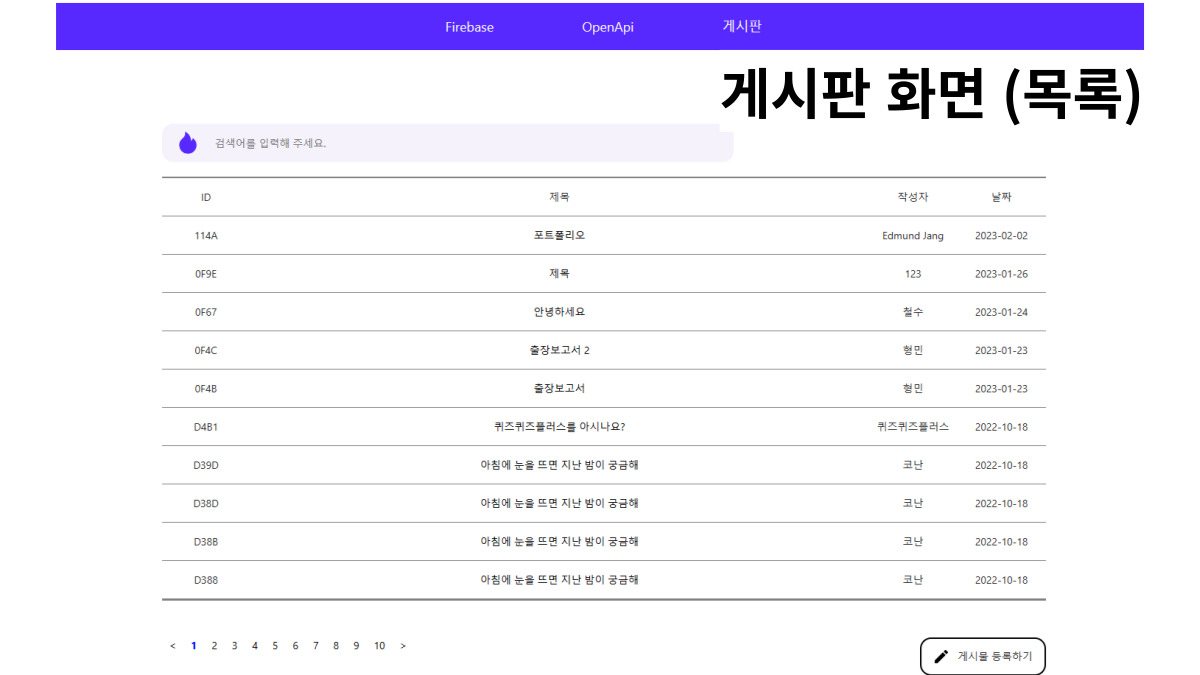 Firebase OpenApi 게시판
게시판 화면 (목록)
검색어를 입력해 주세요.
ID 제목 작성자 날짜
114A 포트폴리오 Edmund Jang 2023-02-02
0F9E 제목 123 2023-01-26
0F67 안녕하세요 철수 2023-01-24
0F4C 출장보고서 2 형민 2023-01-23
0F4B 출장보고서 형민 2023-01-23
D4B1 퀴즈퀴즈플러스를 아시나요? 퀴즈퀴즈플러스 2022-10-18
D39D 아침에 눈을 뜨면 지난 밤이 궁금해 코난 2022-10-18
D38D 아침에 눈을 뜨면 지난 밤이 궁금해 코난 2022-10-18
D38B 아침에 눈을 뜨면 지난 밤이 궁금해 코난 2022-10-18
D388 아침에 눈을 뜨면 지난 밤이 궁금해 코난 2022-10-18
< 1 2 3 4 5 6 7 8 9 10 >
게시물 등록하기